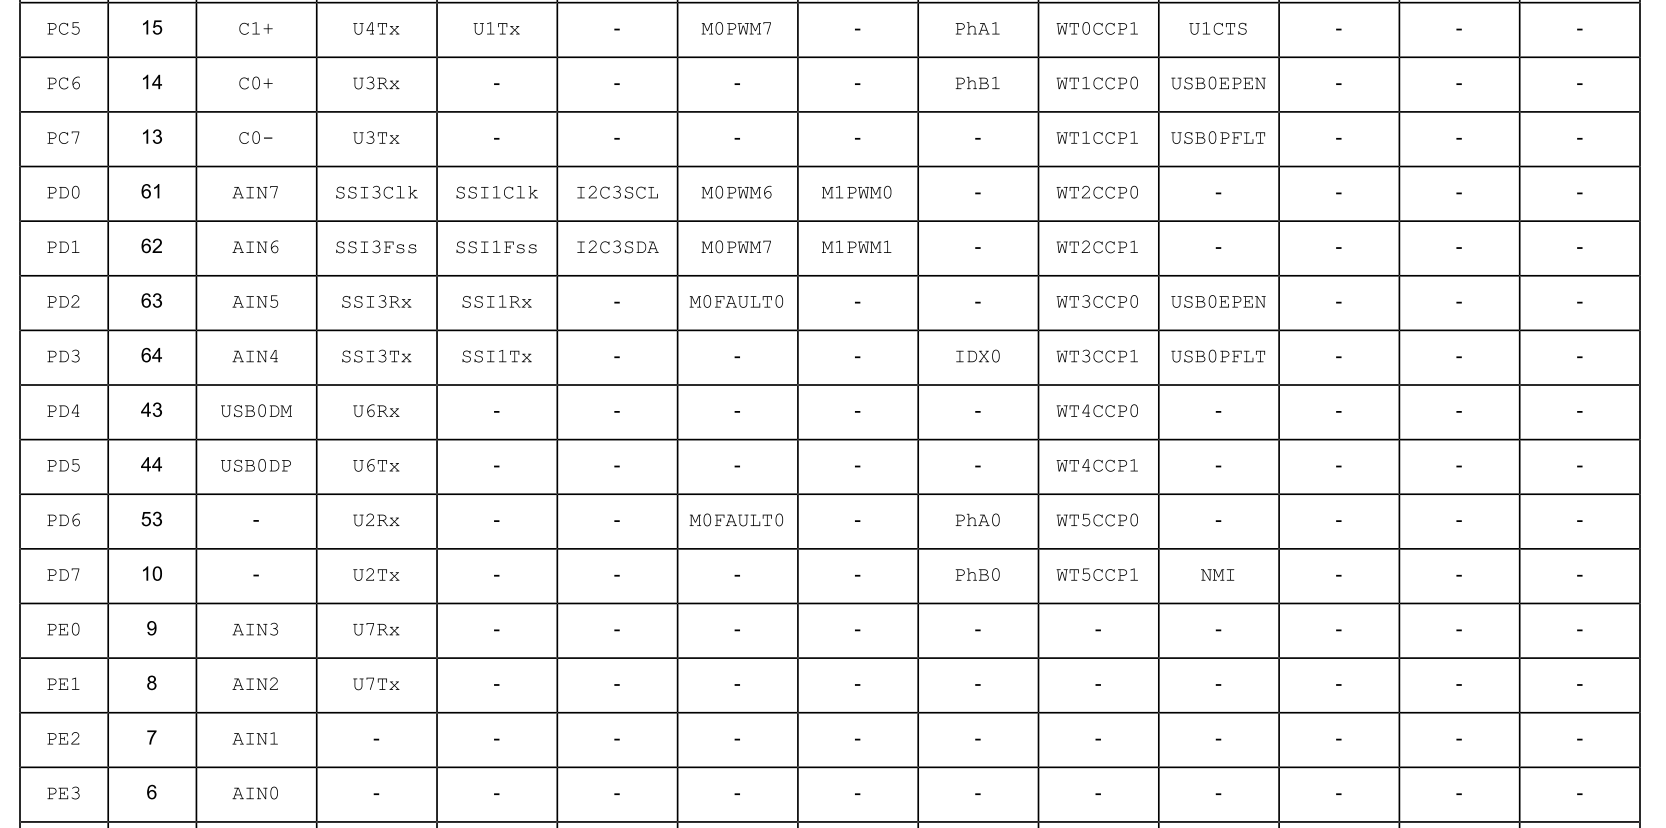 PC5 15 C1+ U4Tx U1Tx - M0PWM7 - PhA1 WT0CCP1 U1CTS - - -
PC6 14 C0+ U3Rx - - - - PhB1 WT1CCP0 USB0EPEN - - -
PC7 13 C0- U3Tx - - - - - WT1CCP1 USB0PFLT - - -
PD0 61 AIN7 SSI3Clk SSI1Clk I2C3SCL M0PWM6 M1PWM0 - WT2CCP0 - - - -
PD1 62 AIN6 SSI3Fss SSI1Fss I2C3SDA M0PWM7 M1PWM1 - WT2CCP1 - - - -
PD2 63 AIN5 SSI3Rx SSI1Rx - M0FAULT0 - - WT3CCP0 USB0EPEN - - -
PD3 64 AIN4 SSI3Tx SSI1Tx - - - IDX0 WT3CCP1 USB0PFLT - - -
PD4 43 USB0DM U6Rx - - - - - WT4CCP0 - - - -
PD5 44 USB0DP U6Tx - - - - - WT4CCP1 - - - -
PD6 53 - U2Rx - - M0FAULT0 - PhA0 WT5CCP0 - - - -
PD7 10 - U2Tx - - - - PhB0 WT5CCP1 NMI - - -
PE0 9 AIN3 U7Rx - - - - - - - - - -
PE1 8 AIN2 U7Tx - - - - - - - - - -
PE2 7 AIN1 - - - - - - - - - - -
PE3 6 AIN0 - - - - - - - - - - -